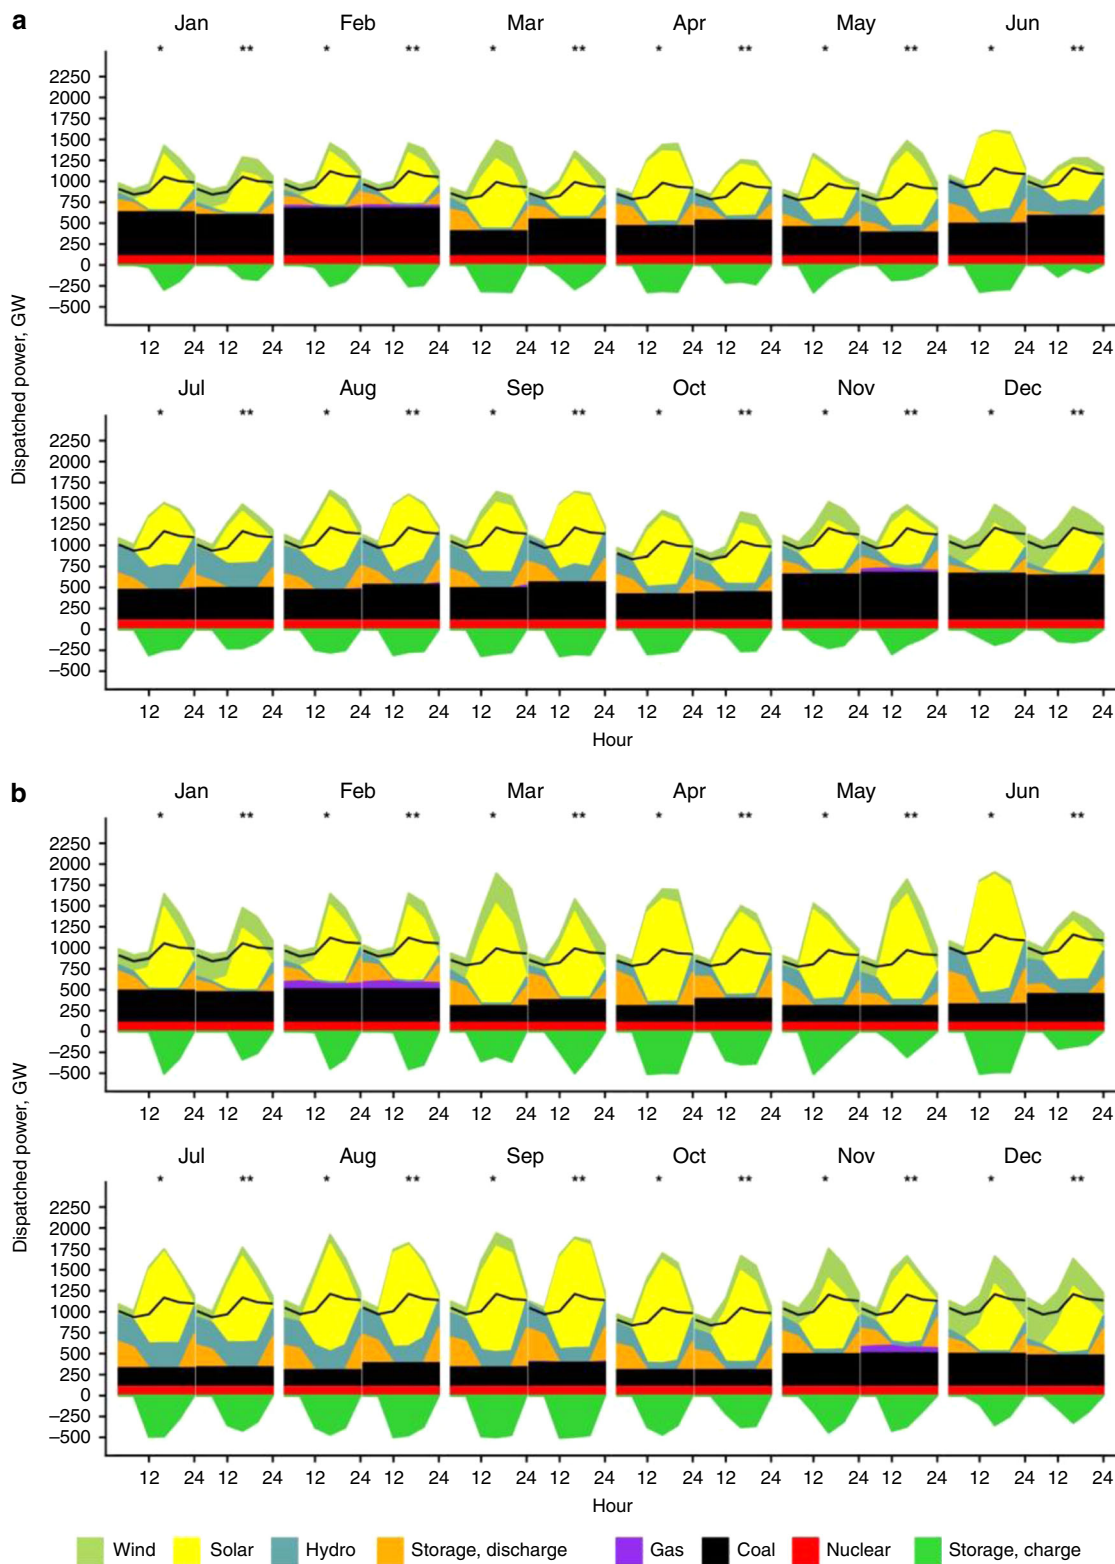 a
Jan Feb Mar Apr May Jun
* ** * ** * ** * ** * ** * **
2250
2000
1750
1500
1250
1000
750
500
250
0
−250
−500
12 24 12 24 12 24 12 24 12 24 12 24 12 24 12 24 12 24 12 24 12 24 12 24
Dispatched power, GW
Jul Aug Sep Oct Nov Dec
* ** * ** * ** * ** * ** * **
2250
2000
1750
1500
1250
1000
750
500
250
0
−250
−500
12 24 12 24 12 24 12 24 12 24 12 24 12 24 12 24 12 24 12 24 12 24 12 24
Hour
b
Jan Feb Mar Apr May Jun
* ** * ** * ** * ** * ** * **
2250
2000
1750
1500
1250
1000
750
500
250
0
−250
−500
12 24 12 24 12 24 12 24 12 24 12 24 12 24 12 24 12 24 12 24 12 24 12 24
Dispatched power, GW
Jul Aug Sep Oct Nov Dec
* ** * ** * ** * ** * ** * **
2250
2000
1750
1500
1250
1000
750
500
250
0
−250
−500
12 24 12 24 12 24 12 24 12 24 12 24 12 24 12 24 12 24 12 24 12 24 12 24
Hour
Wind Solar Hydro Storage, discharge Gas Coal Nuclear Storage, charge